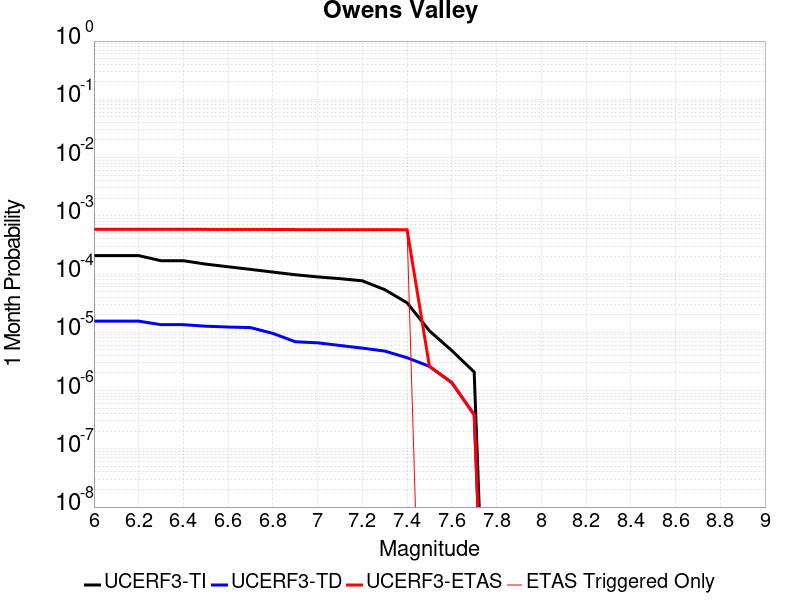 Owens Valley
10^0
10^-1
10^-2
10^-3
10^-4
10^-5
10^-6
10^-7
10^-8
1 Month Probability
6 6.2 6.4 6.6 6.8 7 7.2 7.4 7.6 7.8 8 8.2 8.4 8.6 8.8 9
Magnitude
UCERF3-TI UCERF3-TD UCERF3-ETAS ETAS Triggered Only